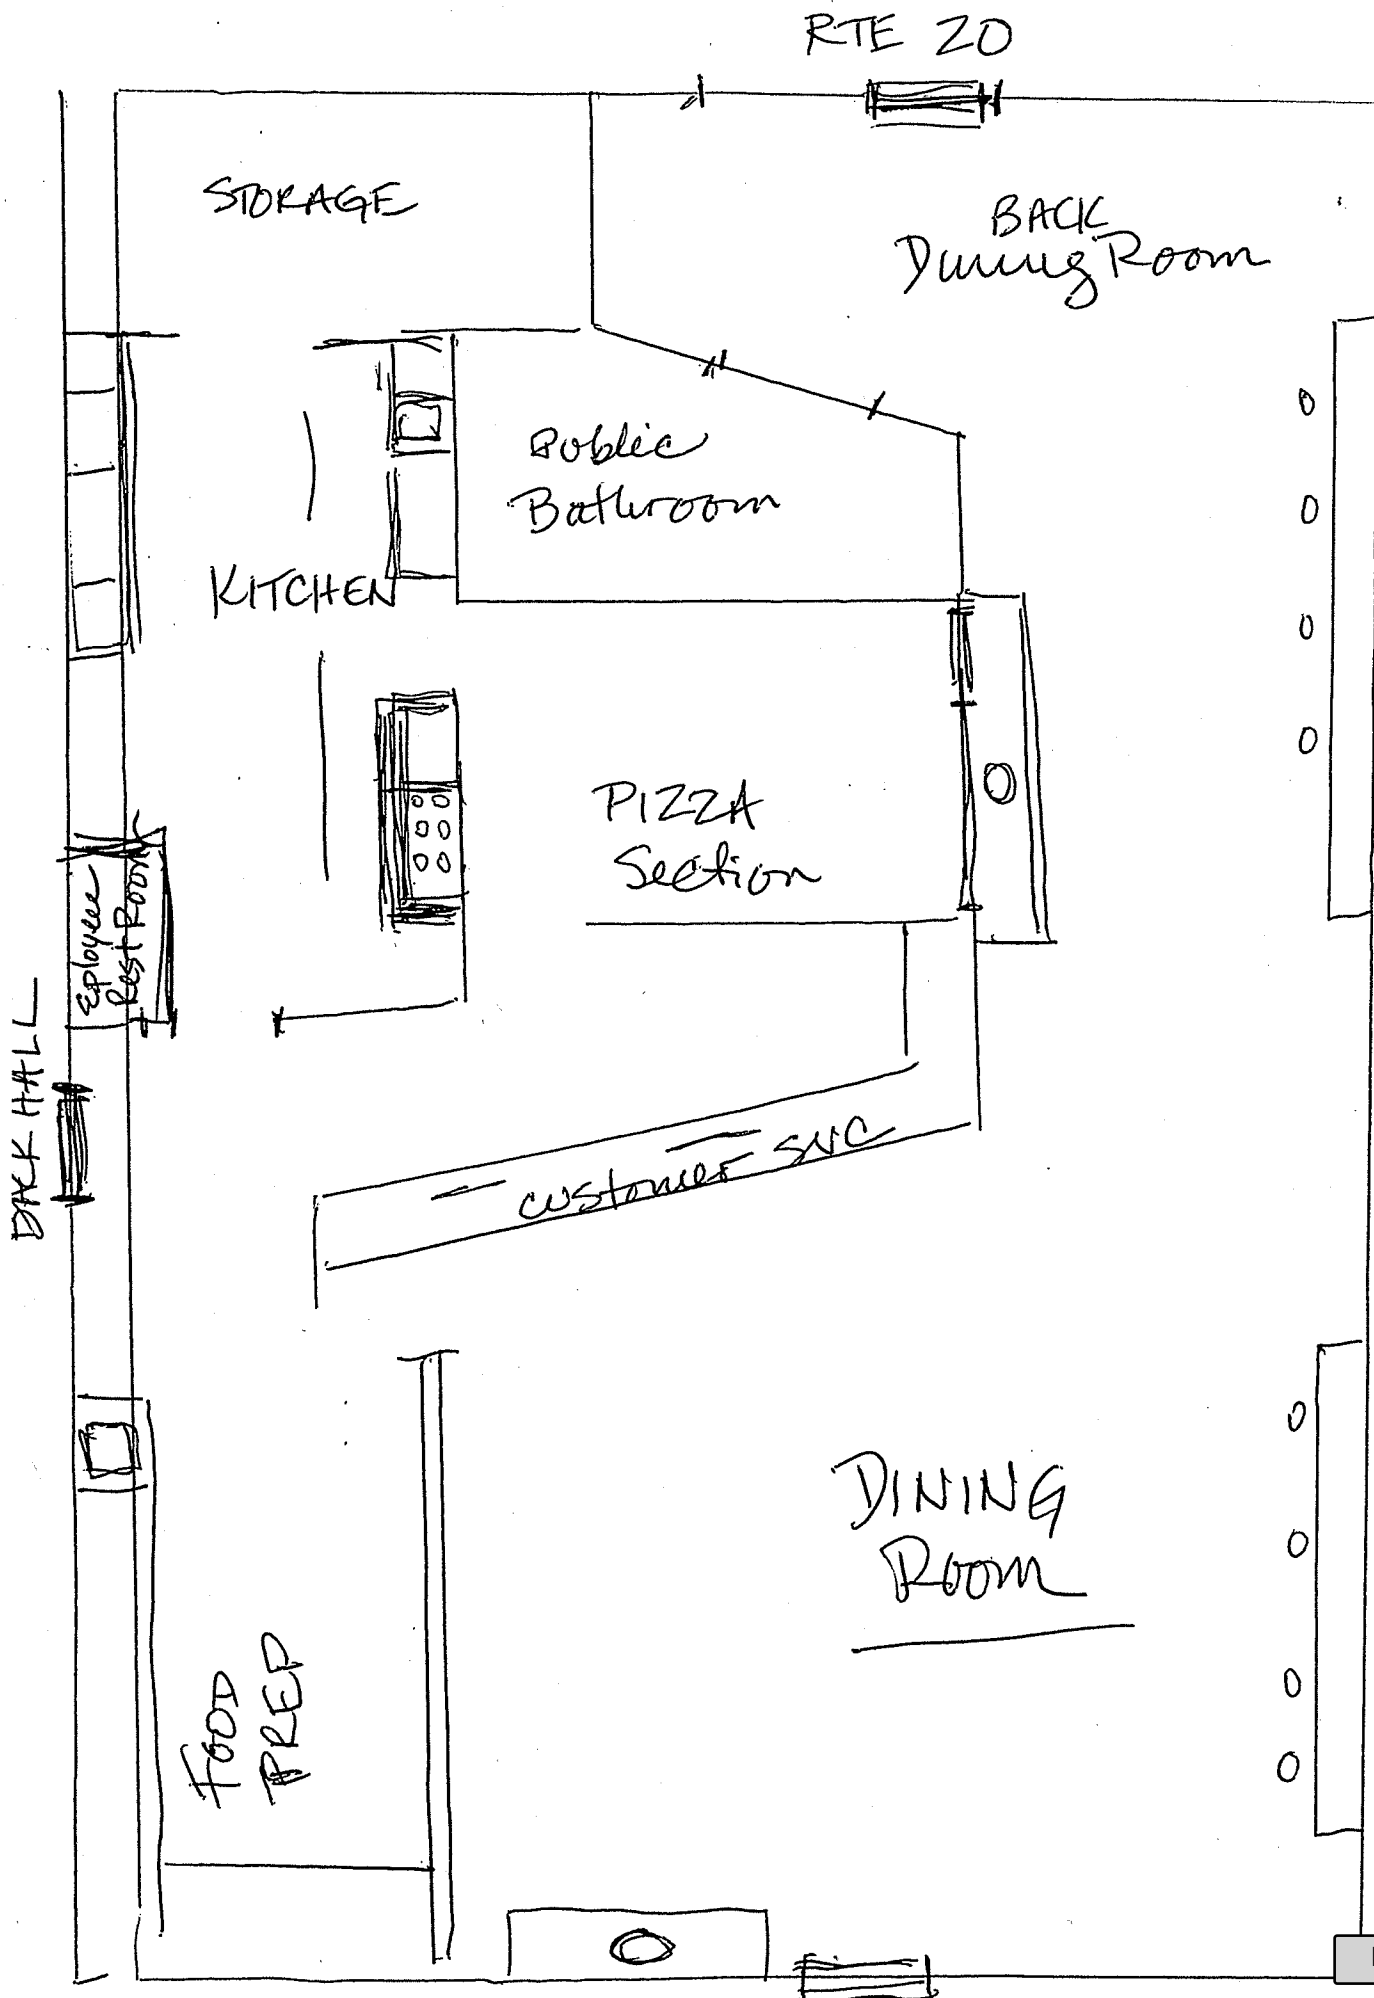 RTE 20
STORAGE
BACK
Dining Room
Public
Bathroom
KITCHEN
PIZZA
Section
Eployee
Rest Room
BACK HALL
customer SVC
DINING
Room
FOOD
PREP